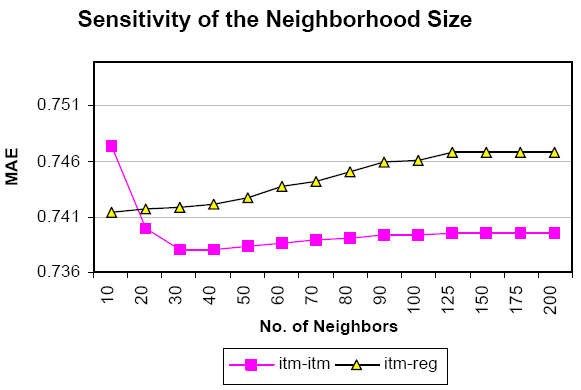 Sensitivity of the Neighborhood Size
MAE
0.751
0.746
0.741
0.736
10 20 30 40 50 60 70 80 90 100 125 150 175 200
No. of Neighbors
itm-itm itm-reg